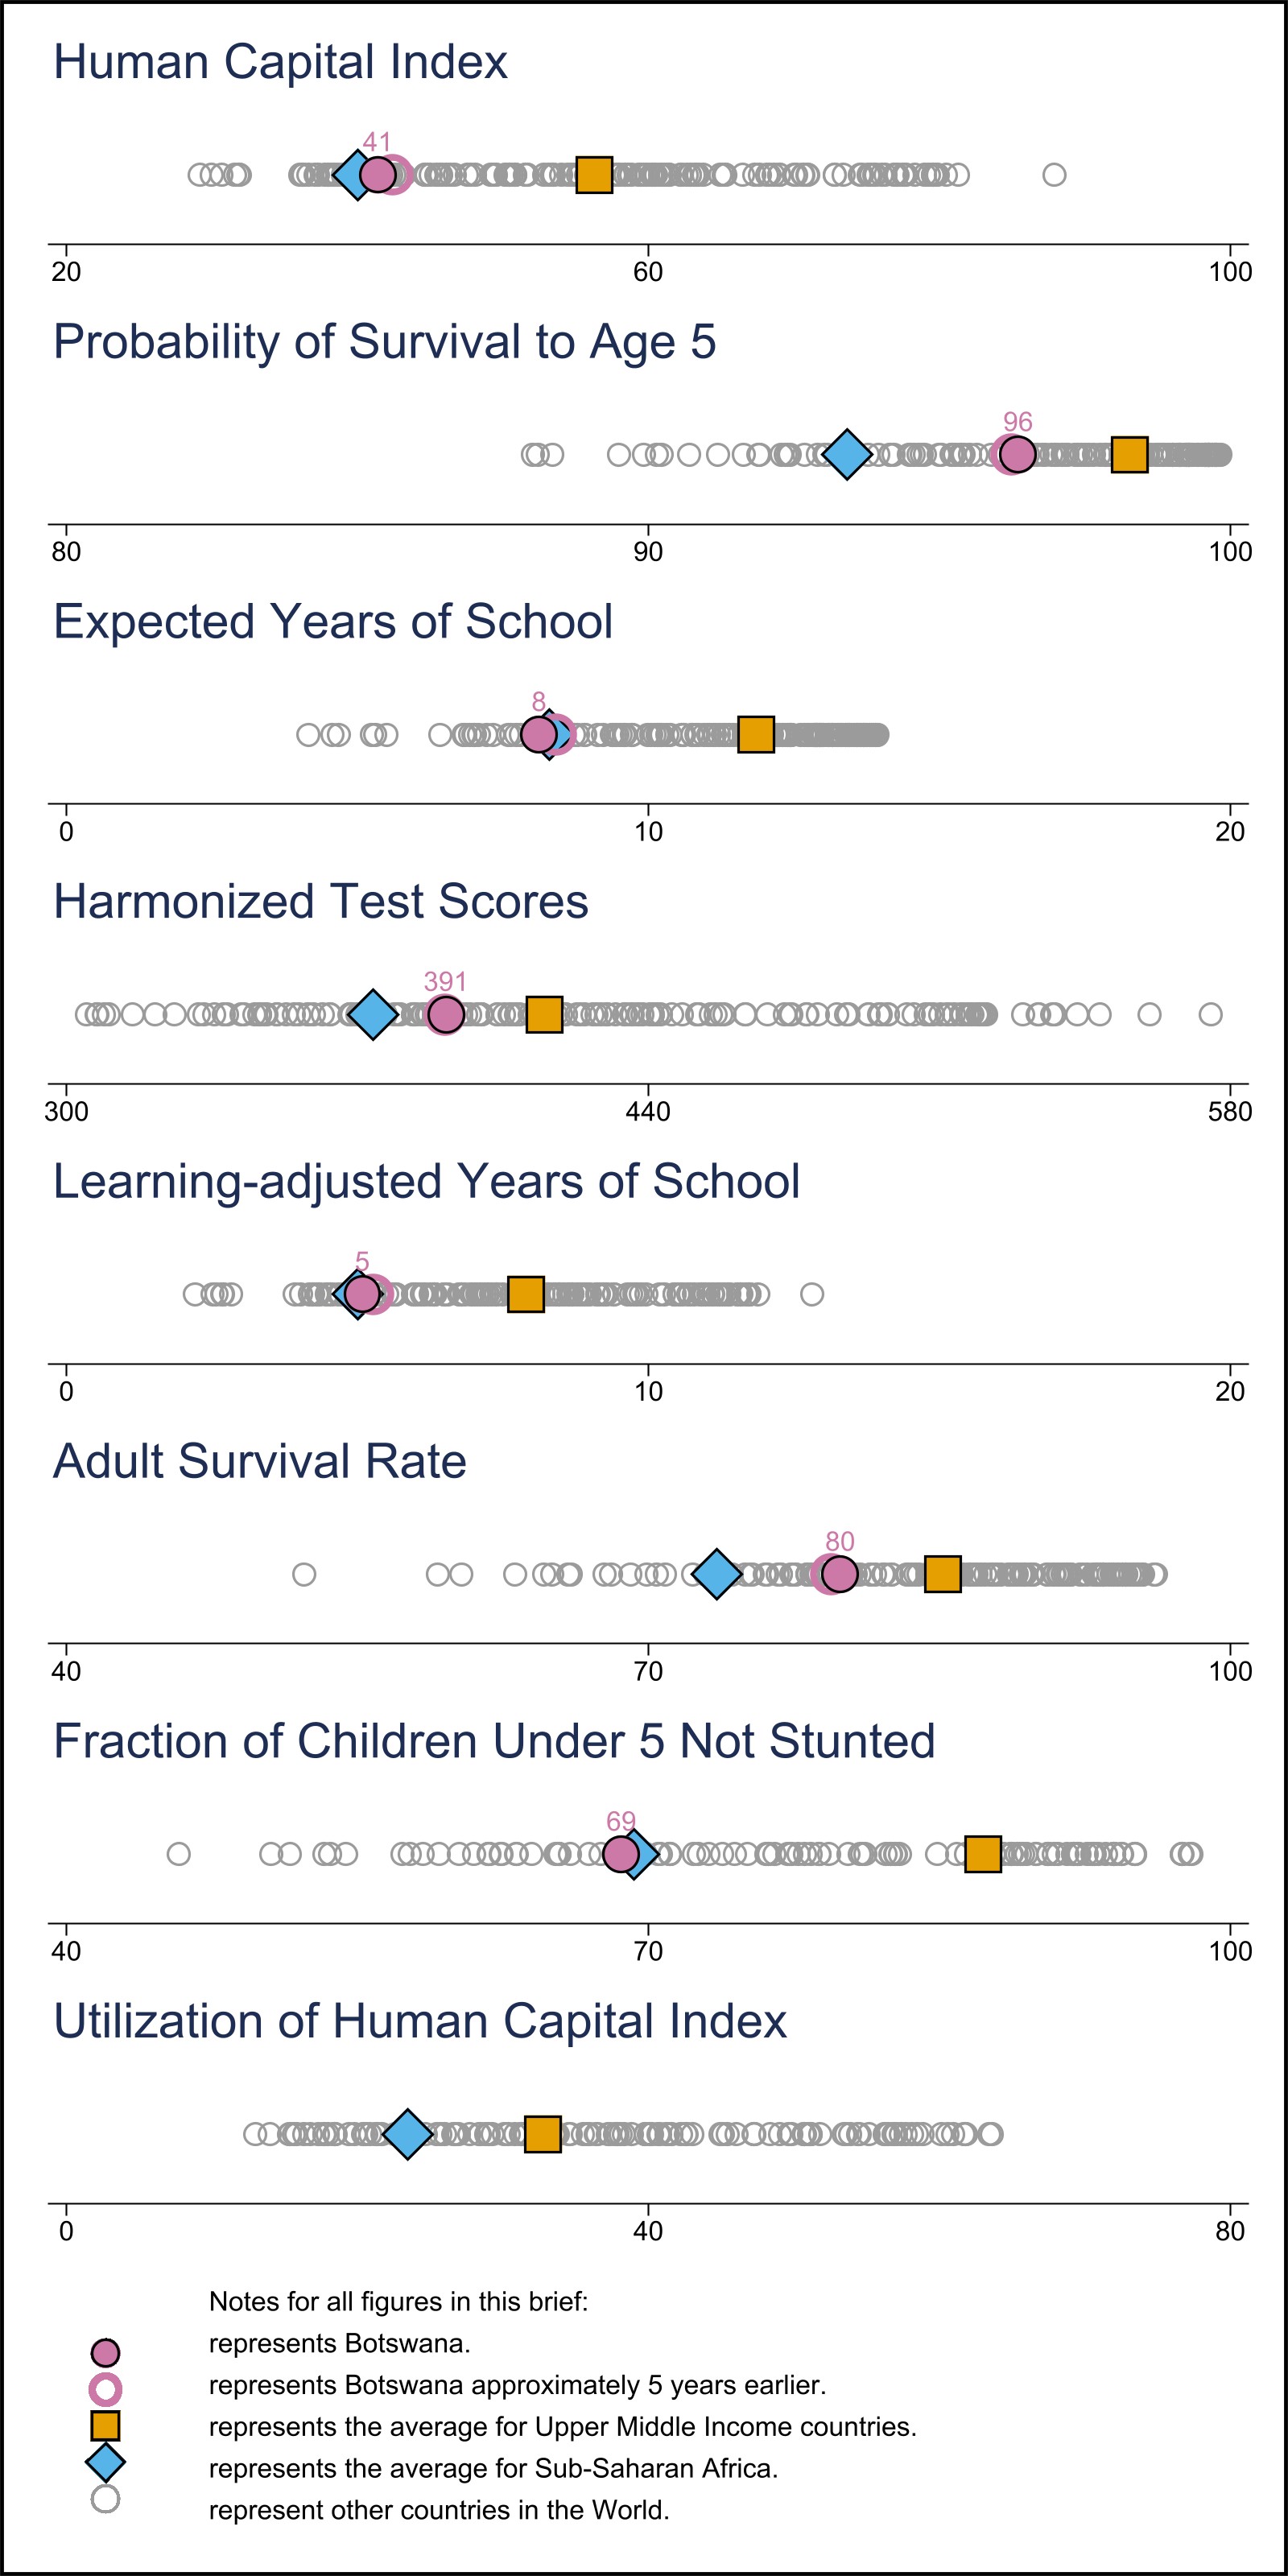 Human Capital Index
41
20 60 100
Probability of Survival to Age 5
96
80 90 100
Expected Years of School
8
0 10 20
Harmonized Test Scores
391
300 440 580
Learning-adjusted Years of School
5
0 10 20
Adult Survival Rate
80
40 70 100
Fraction of Children Under 5 Not Stunted
69
40 70 100
Utilization of Human Capital Index
0 40 80
Notes for all figures in this brief:
represents Botswana.
represents Botswana approximately 5 years earlier.
represents the average for Upper Middle Income countries.
represents the average for Sub-Saharan Africa.
represent other countries in the World.